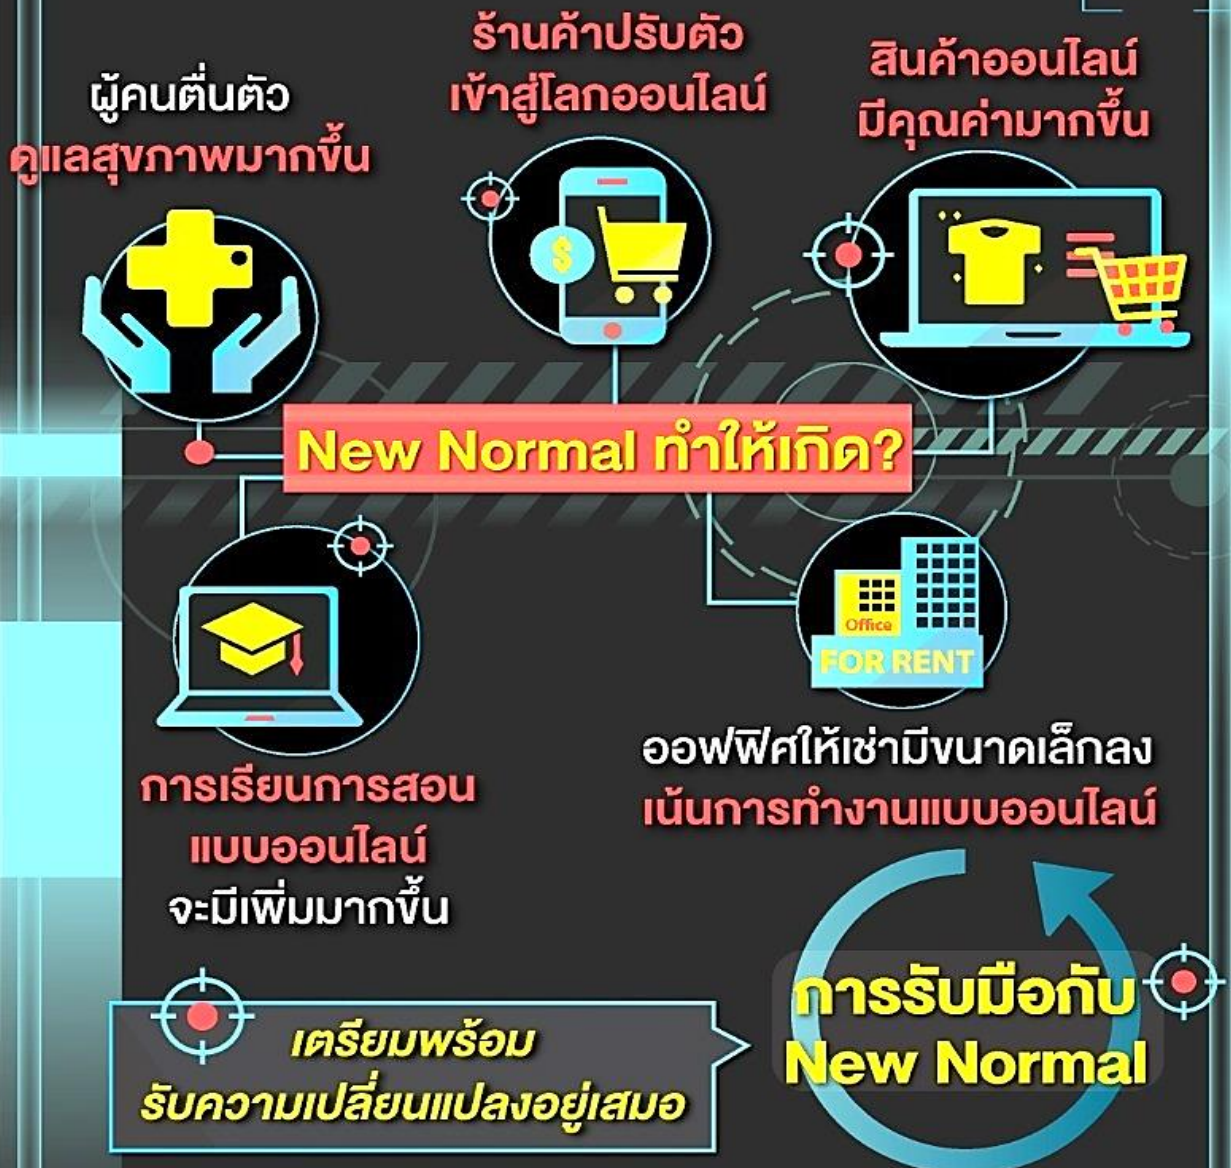 ผู้คนตื่นตัว
ดูแลสุขภาพมากขึ้น
ร้านค้าปรับตัว
เข้าสู่โลกออนไลน์
สินค้าออนไลน์
มีคุณค่ามากขึ้น
$
New Normal ทำให้เกิด?
Office
FOR RENT
การเรียนการสอน
แบบออนไลน์
จะมีเพิ่มมากขึ้น
ออฟฟิศให้เช่ามีขนาดเล็กลง
เน้นการทำงานแบบออนไลน์
การรับมือกับ
New Normal
เตรียมพร้อม
รับความเปลี่ยนแปลงอยู่เสมอ